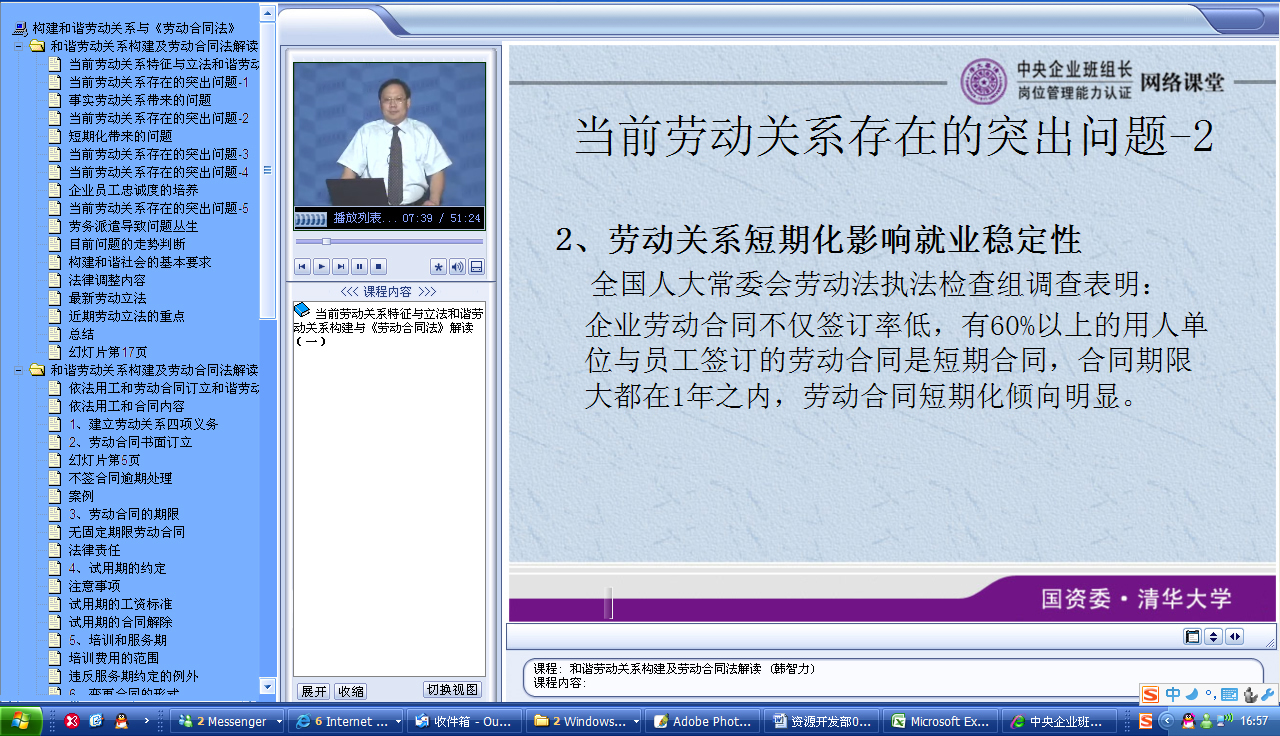 构建和谐劳动关系与《劳动合同法》
和谐劳动关系构建及劳动合同法解读
当前劳动关系特征与立法和谐劳动
当前劳动关系存在的突出问题-1
事实劳动关系带来的问题
当前劳动关系存在的突出问题-2
短期化带来的问题
当前劳动关系存在的突出问题-3
当前劳动关系存在的突出问题-4
企业员工忠诚度的培养
当前劳动关系存在的突出问题-5
劳务派遣导致问题丛生
目前问题的走势判断
构建和谐社会的基本要求
法律调整内容
最新劳动立法
近期劳动立法的重点
总结
幻灯片第17页
和谐劳动关系构建及劳动合同法解读
依法用工和劳动合同订立和谐劳动
依法用工和合同内容
1、建立劳动关系四项义务
2、劳动合同书面订立
幻灯片第5页
不签合同逾期处理
案例
3、劳动合同的期限
无固定期限劳动合同
法律责任
4、试用期的约定
注意事项
试用期的工资标准
试用期的合同解除
5、培训和服务期
培训费用的范围
违反服务期约定的例外
6、变更合同的形式
播放列表... 07:39 / 51:24
<<< 课程内容 >>>
当前劳动关系特征与立法和谐劳
动关系构建与《劳动合同法》解读
（一）
展开 收缩 切换视图
中央企业班组长
岗位管理能力认证
网络课堂
当前劳动关系存在的突出问题-2
2、劳动关系短期化影响就业稳定性
全国人大常委会劳动法执法检查组调查表明：
企业劳动合同不仅签订率低，有60%以上的用人单
位与员工签订的劳动合同是短期合同，合同期限
大都在1年之内，劳动合同短期化倾向明显。
国资委·清华大学
课程：和谐劳动关系构建及劳动合同法解读（韩智力）
课程内容：
中
2 Messenger
6 Internet ...
收件箱 - Ou...
2 Windows...
Adobe Phot...
资源开发部0...
Microsoft Ex...
中央企业班...
16:57